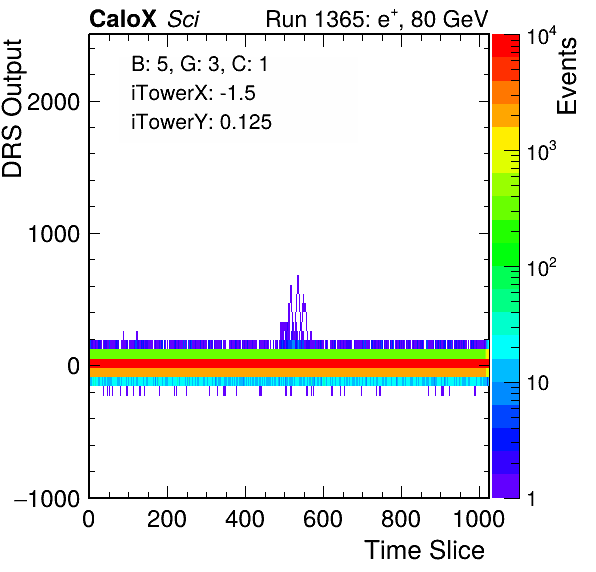 CaloX Sci Run 1365: e+, 80 GeV
B: 5, G: 3, C: 1
iTowerX: -1.5
iTowerY: 0.125
DRS Output
2000
1000
0
−1000
0 200 400 600 800 1000
Time Slice
Events
10^4
10^3
10^2
10
1